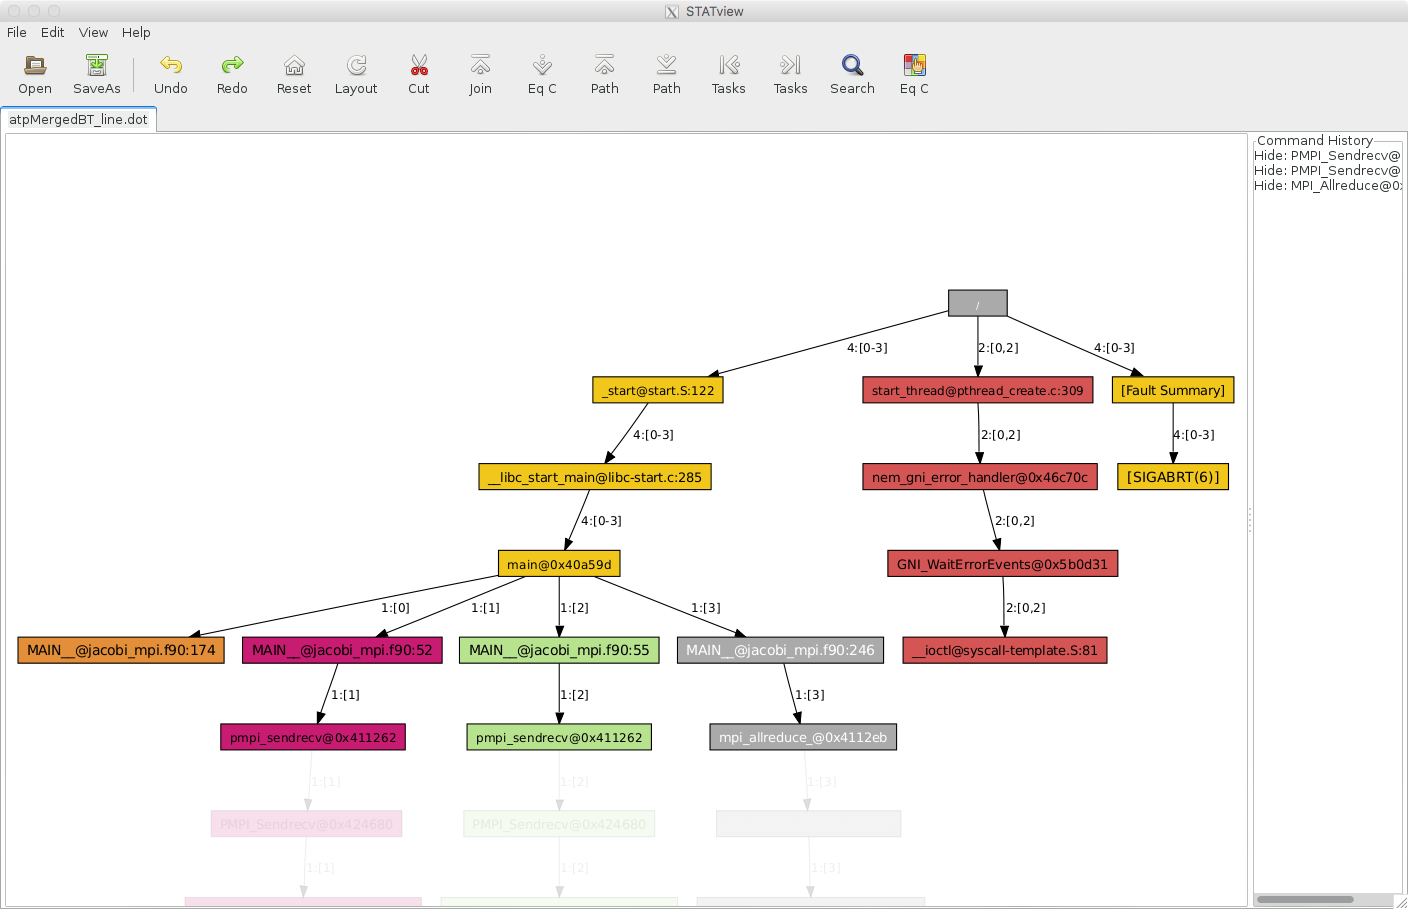 STATview
File Edit View Help
Open SaveAs Undo Redo Reset Layout Cut Join Eq C Path Path Tasks Tasks Search Eq C
atpMergedBT_line.dot
Command History
Hide: PMPI_Sendrecv@
Hide: PMPI_Sendrecv@
Hide: MPI_Allreduce@0x
/
4:[0-3] 2:[0,2] 4:[0-3]
_start@start.S:122 start_thread@pthread_create.c:309 [Fault Summary]
4:[0-3] 2:[0,2] 4:[0-3]
__libc_start_main@libc-start.c:285 nem_gni_error_handler@0x46c70c [SIGABRT(6)]
4:[0-3] 2:[0,2]
main@0x40a59d GNI_WaitErrorEvents@0x5b0d31
1:[0] 1:[1] 1:[2] 1:[3] 2:[0,2]
MAIN__@jacobi_mpi.f90:174 MAIN__@jacobi_mpi.f90:52 MAIN__@jacobi_mpi.f90:55 MAIN__@jacobi_mpi.f90:246 __ioctl@syscall-template.S:81
1:[1] 1:[2] 1:[3]
pmpi_sendrecv@0x411262 pmpi_sendrecv@0x411262 mpi_allreduce_@0x4112eb
1:[1] 1:[2] 1:[3]
PMPI_Sendrecv@0x424680 PMPI_Sendrecv@0x424680
1:[1] 1:[2] 1:[3]